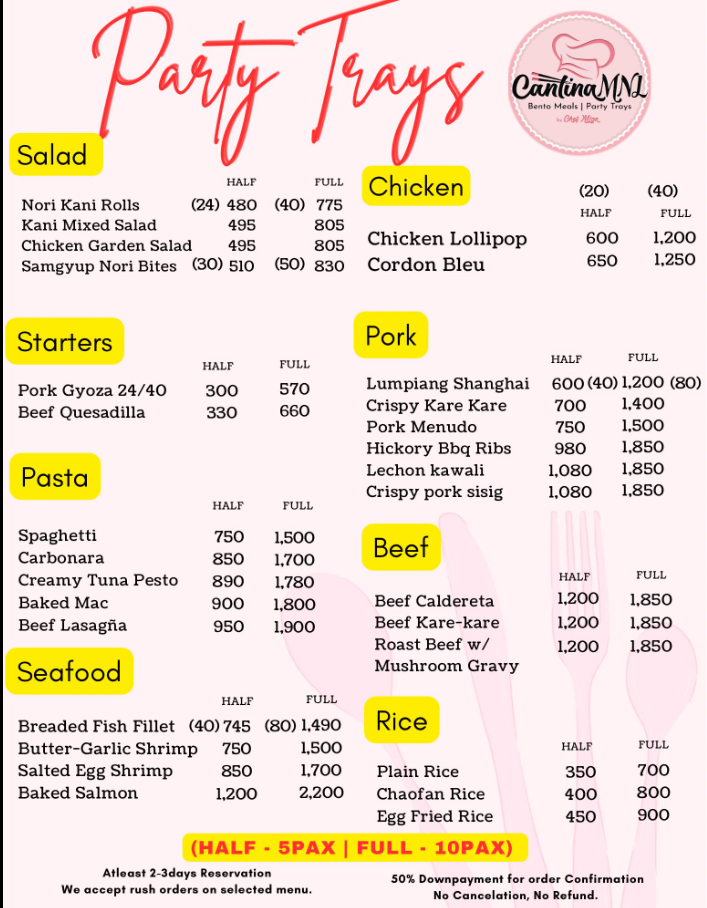 Party Trays
CantinaMNL
Bento Meals | Party Trays
Salad
HALF FULL
Nori Kani Rolls (24) 480 (40) 775
Kani Mixed Salad 495 805
Chicken Garden Salad 495 805
Samgyup Nori Bites (30) 510 (50) 830
Starters
HALF FULL
Pork Gyoza 24/40 300 570
Beef Quesadilla 330 660
Pasta
HALF FULL
Spaghetti 750 1,500
Carbonara 850 1,700
Creamy Tuna Pesto 890 1,780
Baked Mac 900 1,800
Beef Lasagña 950 1,900
Seafood
HALF FULL
Breaded Fish Fillet (40) 745 (80) 1,490
Butter-Garlic Shrimp 750 1,500
Salted Egg Shrimp 850 1,700
Baked Salmon 1,200 2,200
Chicken
(20) (40)
HALF FULL
Chicken Lollipop 600 1,200
Cordon Bleu 650 1,250
Pork
HALF FULL
Lumpiang Shanghai 600 (40) 1,200 (80)
Crispy Kare Kare 700 1,400
Pork Menudo 750 1,500
Hickory Bbq Ribs 980 1,850
Lechon kawali 1,080 1,850
Crispy pork sisig 1,080 1,850
Beef
HALF FULL
Beef Caldereta 1,200 1,850
Beef Kare-kare 1,200 1,850
Roast Beef w/ 1,200 1,850
Mushroom Gravy
Rice
HALF FULL
Plain Rice 350 700
Chaofan Rice 400 800
Egg Fried Rice 450 900
(HALF - 5PAX | FULL - 10PAX)
Atleast 2-3days Reservation
We accept rush orders on selected menu.
50% Downpayment for order Confirmation
No Cancelation, No Refund.